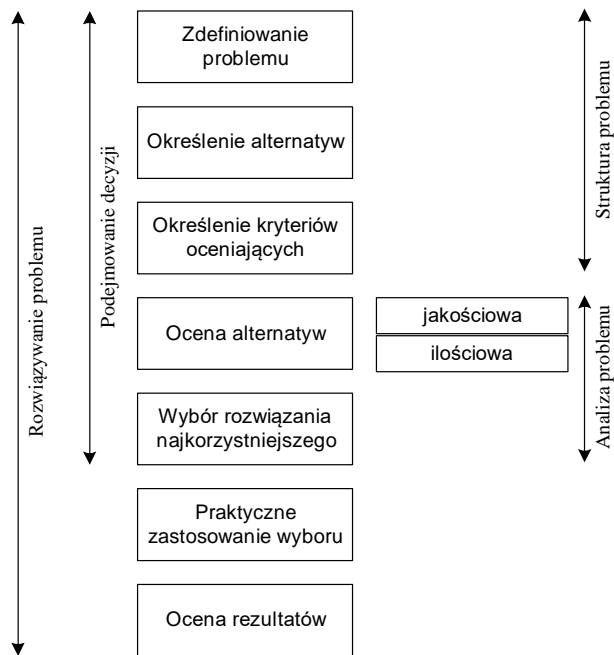 Zdefiniowanie
problemu
Określenie alternatyw
Określenie kryteriów
oceniających
Ocena alternatyw
jakościowa
ilościowa
Wybór rozwiązania
najkorzystniejszego
Praktyczne
zastosowanie wyboru
Ocena rezultatów
Rozwiązywanie problemu
Podejmowanie decyzji
Struktura problemu
Analiza problemu